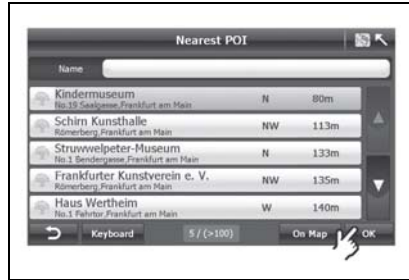 Nearest POI
Name
Kindermuseum N 80m
No.19 Saalgasse,Frankfurt am Main
Schirn Kunsthalle NW 113m
Römerberg,Frankfurt am Main
Struwwelpeter-Museum N 133m
No.1 Bendergasse,Frankfurt am Main
Frankfurter Kunstverein e. V. NW 135m
Römerberg,Frankfurt am Main
Haus Wertheim W 140m
No.1 Fahrtor,Frankfurt am Main
Keyboard 5 / (>100) On Map OK